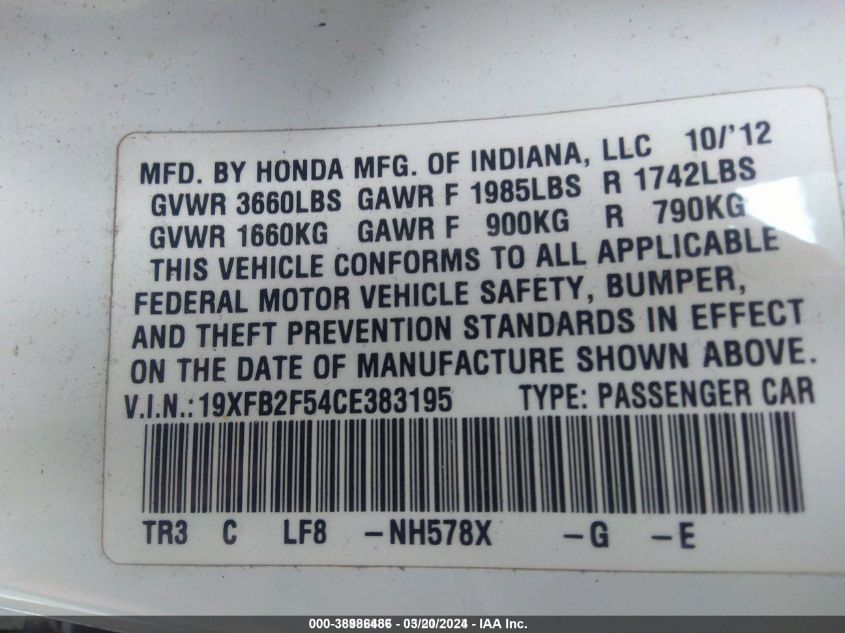 MFD. BY HONDA MFG. OF INDIANA, LLC 10/'12
GVWR 3660LBS GAWR F 1985LBS R 1742LBS
GVWR 1660KG GAWR F 900KG R 790KG
THIS VEHICLE CONFORMS TO ALL APPLICABLE
FEDERAL MOTOR VEHICLE SAFETY, BUMPER,
AND THEFT PREVENTION STANDARDS IN EFFECT
ON THE DATE OF MANUFACTURE SHOWN ABOVE.
V.I.N.: 19XFB2F54CE383195 TYPE: PASSENGER CAR
TR3 C LF8 -NH578X -G -E
000-38986486 - 03/20/2024 - IAA Inc.